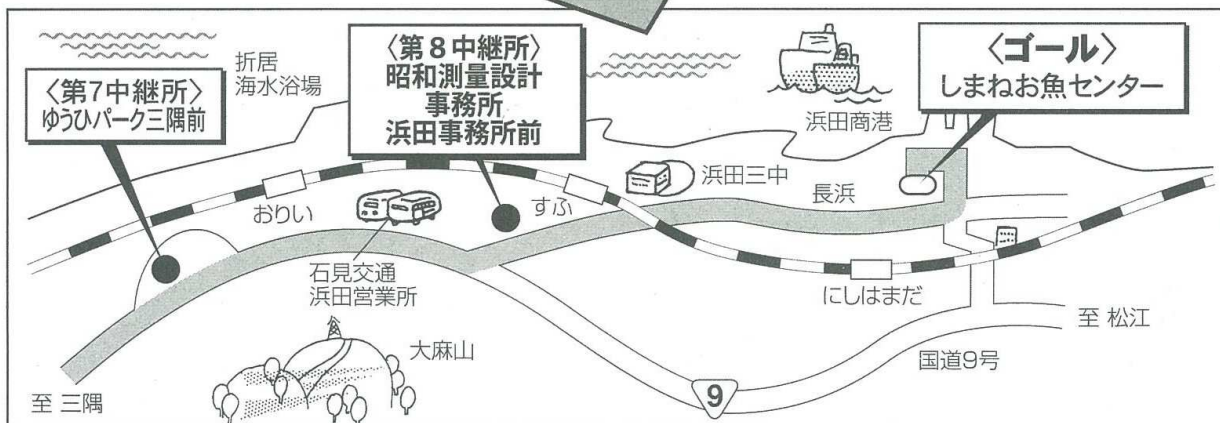 〈第7中継所〉
ゆうひパーク三隅前
折居
海水浴場
〈第8中継所〉
昭和測量設計
事務所
浜田事務所前
浜田商港
〈ゴール〉
しまねお魚センター
おりい
すふ
浜田三中
長浜
石見交通
浜田営業所
にしはまだ
大麻山
至 三隅
9
国道9号
至 松江